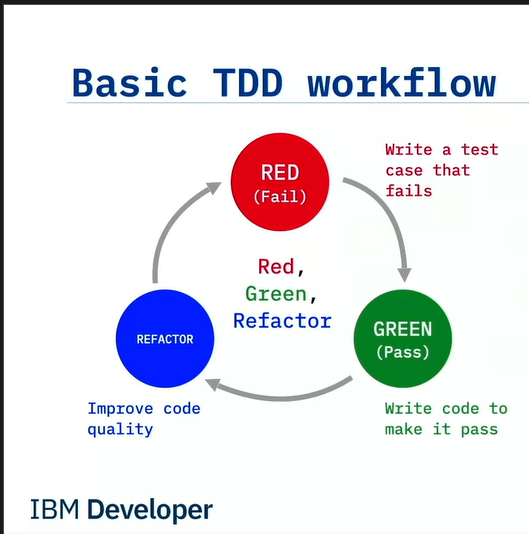 Basic TDD workflow
RED
(Fail)
Write a test
case that
fails
Red,
Green,
Refactor
GREEN
(Pass)
REFACTOR
Improve code
quality
Write code to
make it pass
IBM Developer